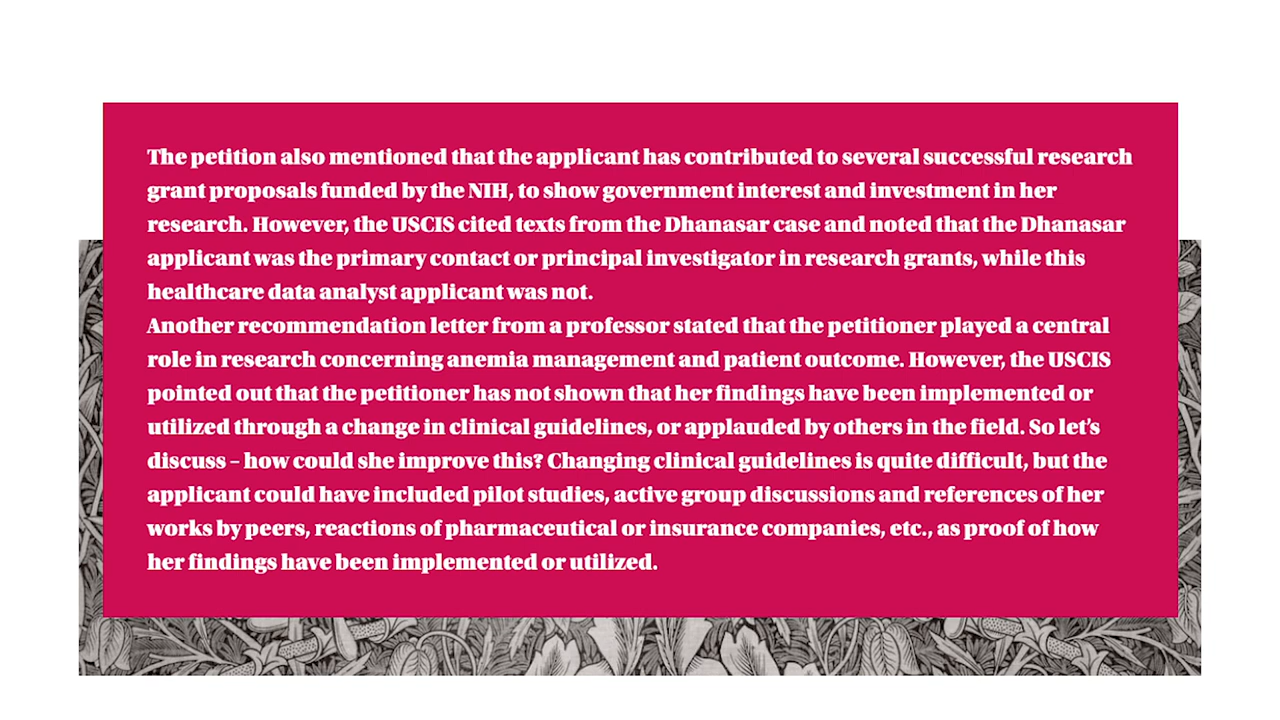 The petition also mentioned that the applicant has contributed to several successful research
grant proposals funded by the NIH, to show government interest and investment in her
research. However, the USCIS cited texts from the Dhanasar case and noted that the Dhanasar
applicant was the primary contact or principal investigator in research grants, while this
healthcare data analyst applicant was not.
Another recommendation letter from a professor stated that the petitioner played a central
role in research concerning anemia management and patient outcome. However, the USCIS
pointed out that the petitioner has not shown that her findings have been implemented or
utilized through a change in clinical guidelines, or applauded by others in the field. So let’s
discuss – how could she improve this? Changing clinical guidelines is quite difficult, but the
applicant could have included pilot studies, active group discussions and references of her
works by peers, reactions of pharmaceutical or insurance companies, etc., as proof of how
her findings have been implemented or utilized.